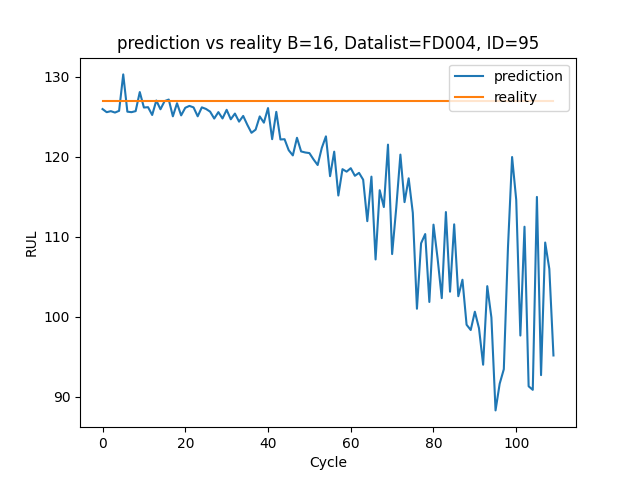 prediction vs reality B=16, Datalist=FD004, ID=95
prediction
reality
130
120
110
100
90
RUL
0 20 40 60 80 100
Cycle